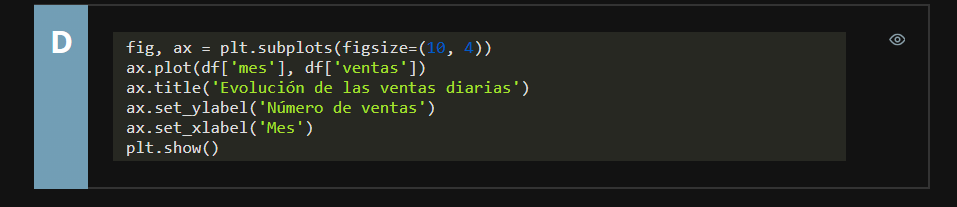 D
fig, ax = plt.subplots(figsize=(10, 4))
ax.plot(df['mes'], df['ventas'])
ax.title('Evolución de las ventas diarias')
ax.set_ylabel('Número de ventas')
ax.set_xlabel('Mes')
plt.show()